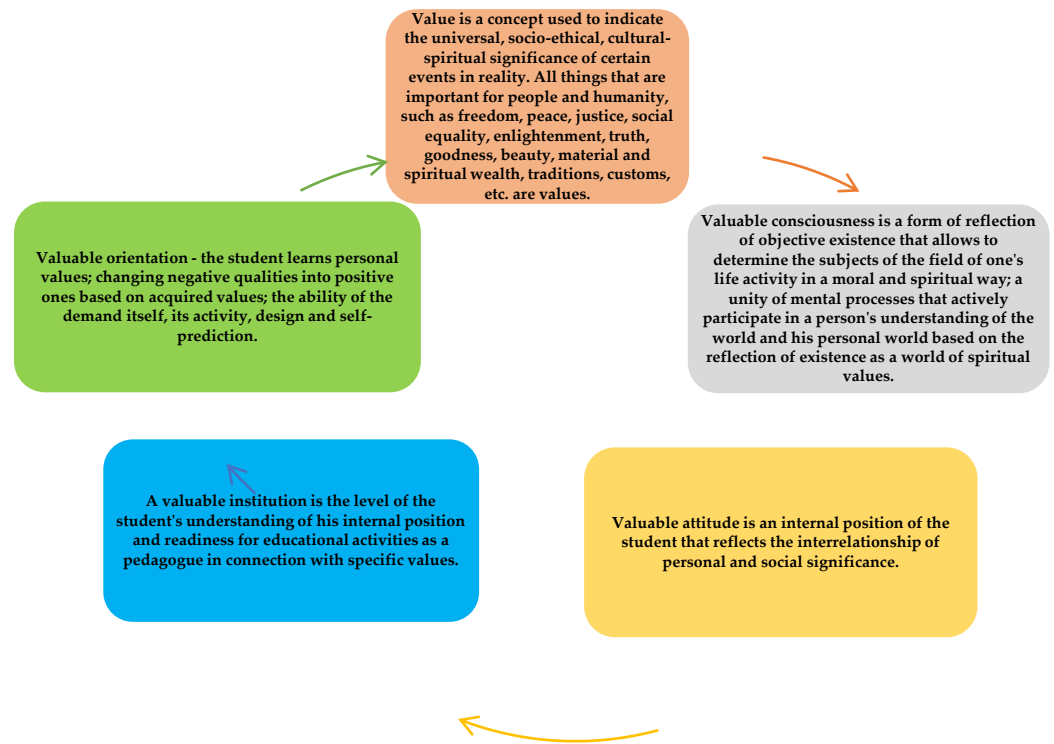 Value is a concept used to indicate
the universal, socio-ethical, cultural-
spiritual significance of certain
events in reality. All things that are
important for people and humanity,
such as freedom, peace, justice, social
equality, enlightenment, truth,
goodness, beauty, material and
spiritual wealth, traditions, customs,
etc. are values.
Valuable consciousness is a form of reflection
of objective existence that allows to
determine the subjects of the field of one's
life activity in a moral and spiritual way; a
unity of mental processes that actively
participate in a person's understanding of the
world and his personal world based on the
reflection of existence as a world of spiritual
values.
Valuable attitude is an internal position of the
student that reflects the interrelationship of
personal and social significance.
A valuable institution is the level of the
student's understanding of his internal position
and readiness for educational activities as a
pedagogue in connection with specific values.
Valuable orientation - the student learns personal
values; changing negative qualities into positive
ones based on acquired values; the ability of the
demand itself, its activity, design and self-
prediction.